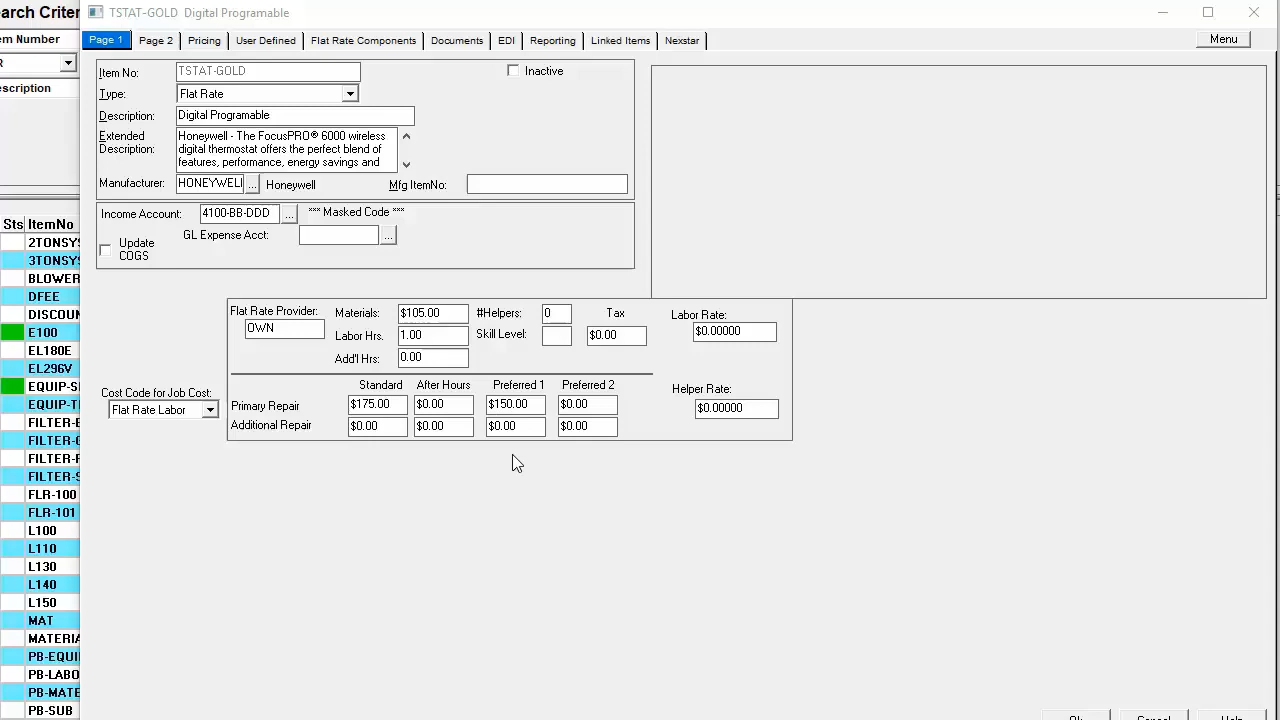 arch Criter
em Number
R
escription
Sts ItemNo
2TONSYS
3TONSYS
BLOWER
DFEE
DISCOUN
E100
EL180E
EL296V
EQUIP-S
EQUIP-T
FILTER-
FILTER-
FILTER-
FILTER-S
FLR-100
FLR-101
L100
L110
L130
L140
L150
MAT
MATERIA
PB-EQUI
PB-LABO
PB-MATE
PB-SUB
TSTAT-GOLD Digital Programable
Page 1 Page 2 Pricing User Defined Flat Rate Components Documents EDI Reporting Linked Items Nexstar
Menu
Item No: TSTAT-GOLD
Inactive
Type: Flat Rate
Description: Digital Programable
Extended Description: Honeywell - The FocusPRO® 6000 wireless
digital thermostat offers the perfect blend of
features, performance, energy savings and
Manufacturer: HONEYWELL ... Honeywell Mfg ItemNo:
Income Account: 4100-BB-DDD ... *** Masked Code ***
GL Expense Acct: ...
Update
COGS
Flat Rate Provider:
OWN
Materials: $105.00 #Helpers: 0 Tax
Labor Hrs. 1.00 Skill Level: $0.00
Add'l Hrs: 0.00
Labor Rate:
$0.00000
Standard After Hours Preferred 1 Preferred 2
Primary Repair $175.00 $0.00 $150.00 $0.00
Additional Repair $0.00 $0.00 $0.00 $0.00
Helper Rate:
$0.00000
Cost Code for Job Cost:
Flat Rate Labor
Ok Cancel Help